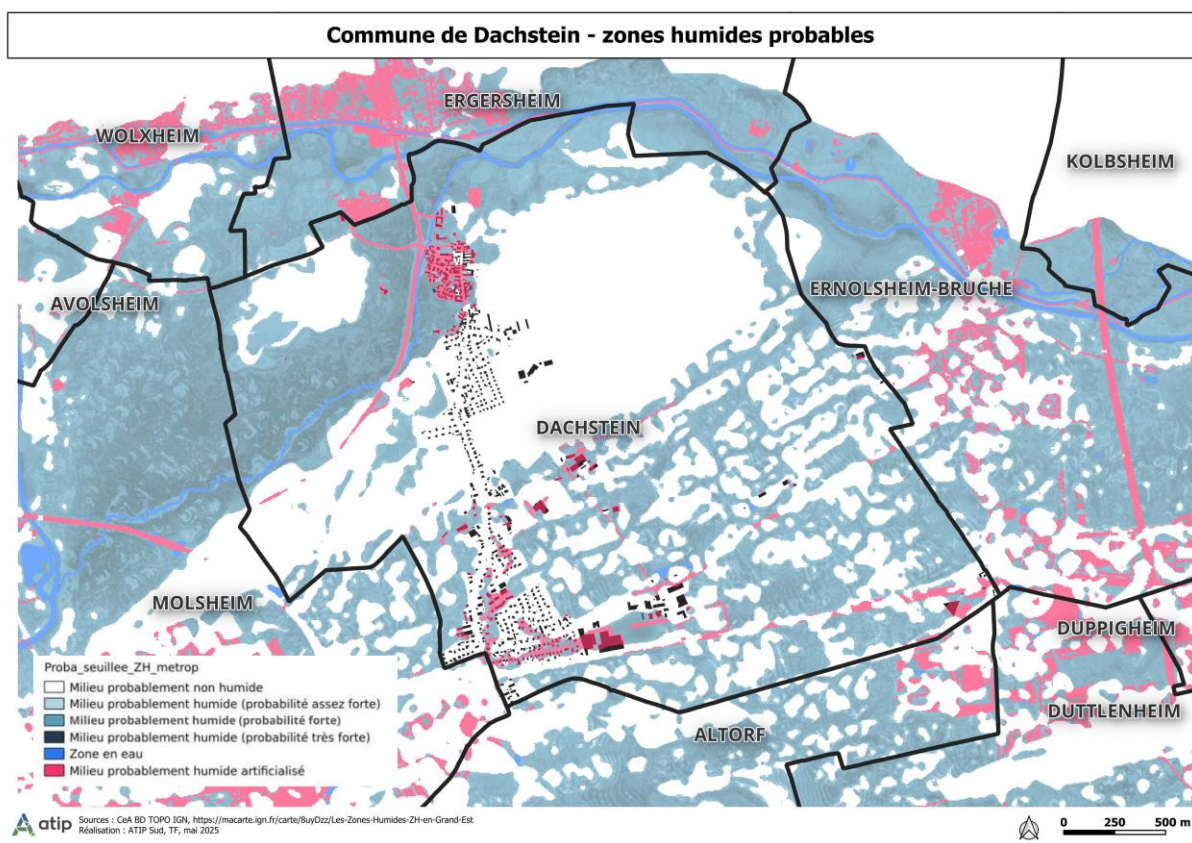 Commune de Dachstein - zones humides probables
ERGERSHEIM
WOLXHEIM
KOLBSHEIM
AVOLSHEIM
ERNOLSHEIM-BRUCHE
DACHSTEIN
MOLSHEIM
DUPPIGHEIM
DUTTLENHEIM
ALTORF
Proba_seuillee_ZH_metrop
Milieu probablement non humide
Milieu probablement humide (probabilité assez forte)
Milieu probablement humide (probabilité forte)
Milieu probablement humide (probabilité très forte)
Zone en eau
Milieu probablement humide artificialisé
atip
Sources : CeA BD TOPO IGN, https://macarte.ign.fr/carte/8uyDzz/Les-Zones-Humides-ZH-en-Grand-Est
Réalisation : ATIP Sud, TF, mai 2025
0 250 500 m